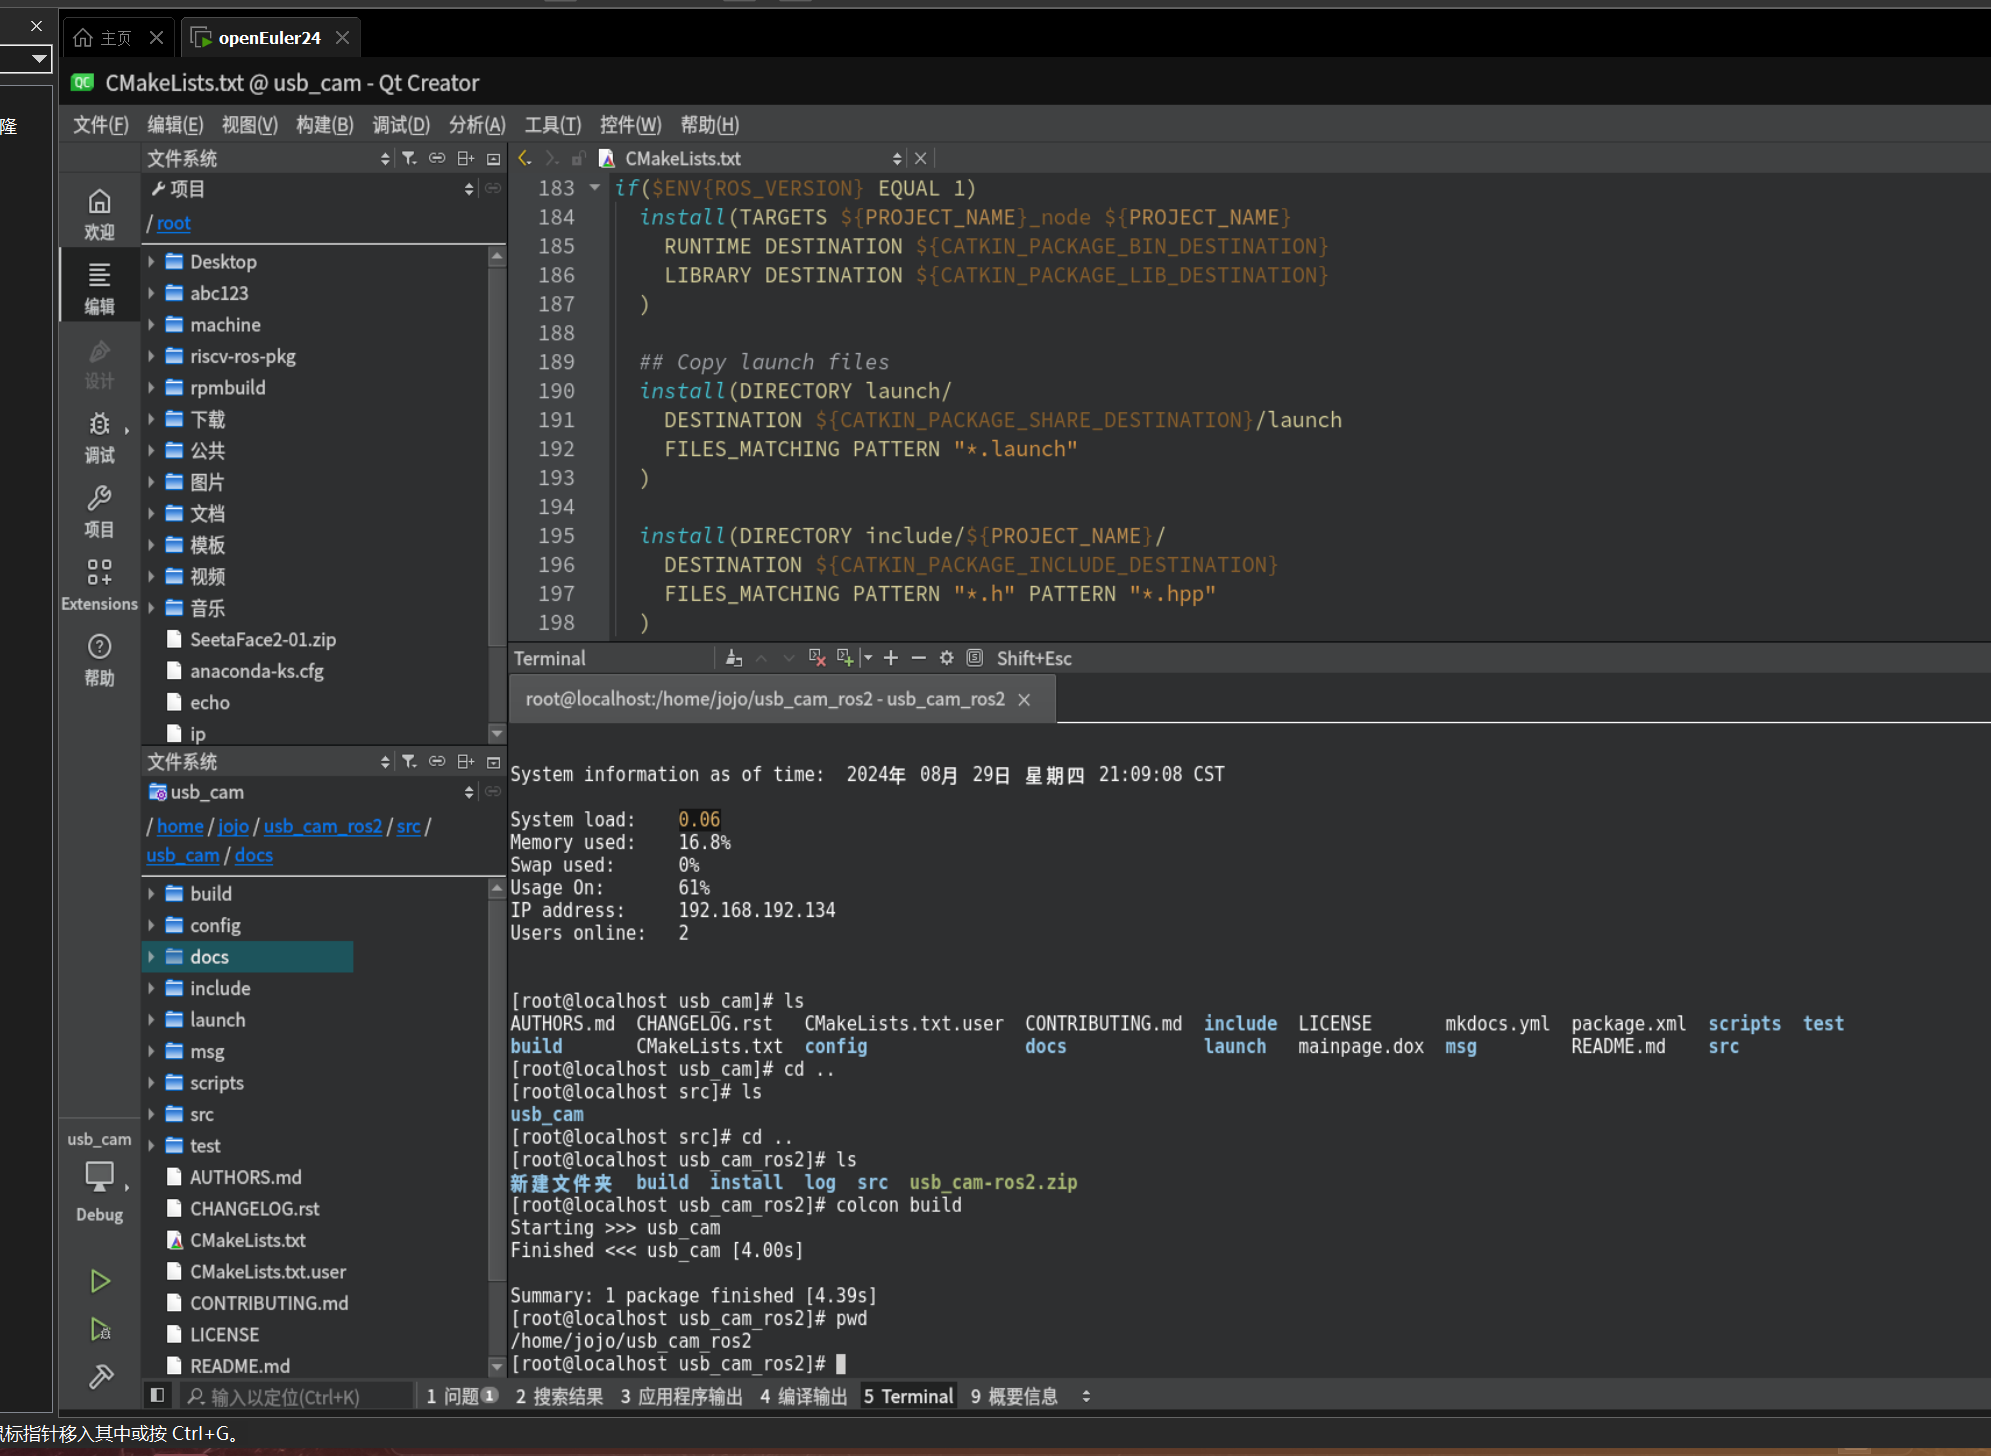 主页
openEuler24
CMakeLists.txt @ usb_cam - Qt Creator
隆
文件(F) 编辑(E) 视图(V) 构建(B) 调试(D) 分析(A) 工具(T) 控件(W) 帮助(H)
文件系统
CMakeLists.txt
项目
/ root
欢迎
编辑
设计
调试
项目
Extensions
帮助
Desktop
abc123
machine
riscv-ros-pkg
rpmbuild
下载
公共
图片
文档
模板
视频
音乐
SeetaFace2-01.zip
anaconda-ks.cfg
echo
ip
183 if($ENV{ROS_VERSION} EQUAL 1)
184 install(TARGETS ${PROJECT_NAME}_node ${PROJECT_NAME}
185 RUNTIME DESTINATION ${CATKIN_PACKAGE_BIN_DESTINATION}
186 LIBRARY DESTINATION ${CATKIN_PACKAGE_LIB_DESTINATION}
187 )
188
189 ## Copy launch files
190 install(DIRECTORY launch/
191 DESTINATION ${CATKIN_PACKAGE_SHARE_DESTINATION}/launch
192 FILES_MATCHING PATTERN "*.launch"
193 )
194
195 install(DIRECTORY include/${PROJECT_NAME}/
196 DESTINATION ${CATKIN_PACKAGE_INCLUDE_DESTINATION}
197 FILES_MATCHING PATTERN "*.h" PATTERN "*.hpp"
198 )
文件系统
usb_cam
/ home / jojo / usb_cam_ros2 / src /
usb_cam / docs
build
config
docs
include
launch
msg
scripts
src
test
AUTHORS.md
CHANGELOG.rst
CMakeLists.txt
CMakeLists.txt.user
CONTRIBUTING.md
LICENSE
README.md
usb_cam
Debug
Terminal
Shift+Esc
root@localhost:/home/jojo/usb_cam_ros2 - usb_cam_ros2
System information as of time: 2024年 08月 29日 星期四 21:09:08 CST
System load: 0.06
Memory used: 16.8%
Swap used: 0%
Usage On: 61%
IP address: 192.168.192.134
Users online: 2
[root@localhost usb_cam]# ls
AUTHORS.md CHANGELOG.rst CMakeLists.txt.user CONTRIBUTING.md include LICENSE mkdocs.yml package.xml scripts test
build CMakeLists.txt config docs launch mainpage.dox msg README.md src
[root@localhost usb_cam]# cd ..
[root@localhost src]# ls
usb_cam
[root@localhost src]# cd ..
[root@localhost usb_cam_ros2]# ls
新建文件夹 build install log src usb_cam-ros2.zip
[root@localhost usb_cam_ros2]# colcon build
Starting >>> usb_cam
Finished <<< usb_cam [4.00s]
Summary: 1 package finished [4.39s]
[root@localhost usb_cam_ros2]# pwd
/home/jojo/usb_cam_ros2
[root@localhost usb_cam_ros2]#
输入以定位(Ctrl+K) 1 问题 1 2 搜索结果 3 应用程序输出 4 编译输出 5 Terminal 9 概要信息
标指针移入其中或按 Ctrl+G。